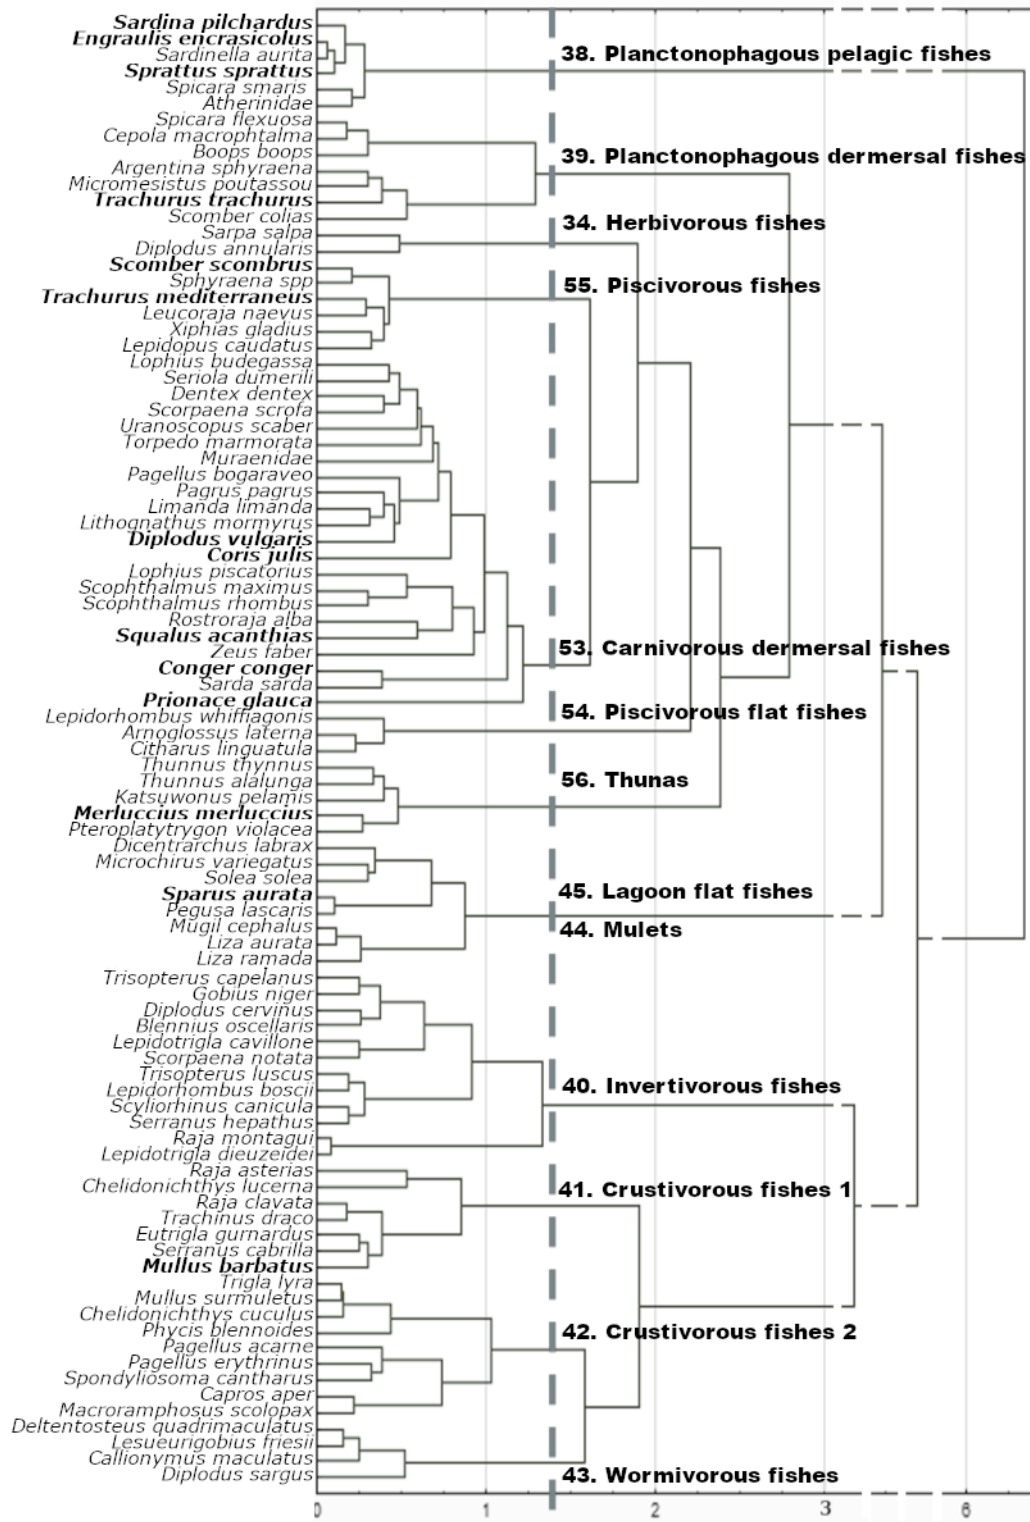 Sardina pilchardus
Engraulis encrasicolus
Sardinella aurita
Sprattus sprattus
Spicara smaris
Atherinidae
38. Planctonophagous pelagic fishes
Spicara flexuosa
Cepola macrophtalma
Boops boops
Argentina sphyraena
Micromesistus poutassou
Trachurus trachurus
Scomber colias
39. Planctonophagous dermersal fishes
Sarpa salpa
Diplodus annularis
34. Herbivorous fishes
Scomber scombrus
Sphyraena spp
Trachurus mediterraneus
Leucoraja naevus
Xiphias gladius
Lepidopus caudatus
55. Piscivorous fishes
Lophius budegassa
Seriola dumerili
Dentex dentex
Scorpaena scrofa
Uranoscopus scaber
Torpedo marmorata
Muraenidae
Pagellus bogaraveo
Pagrus pagrus
Limanda limanda
Lithognathus mormyrus
Diplodus vulgaris
Coris julis
Lophius piscatorius
Scophthalmus maximus
Scophthalmus rhombus
Rostroraja alba
Squalus acanthias
Zeus faber
Conger conger
Sarda sarda
Prionace glauca
53. Carnivorous dermersal fishes
Lepidorhombus whiffiagonis
Arnoglossus laterna
Citharus linguatula
54. Piscivorous flat fishes
Thunnus thynnus
Thunnus alalunga
Katsuwonus pelamis
Merluccius merluccius
Pteroplatytrygon violacea
56. Thunas
Dicentrarchus labrax
Microchirus variegatus
Solea solea
Sparus aurata
Pegusa lascaris
45. Lagoon flat fishes
Mugil cephalus
Liza aurata
Liza ramada
44. Mulets
Trisopterus capelanus
Gobius niger
Diplodus cervinus
Blennius oscellaris
Lepidotrigla cavillone
Scorpaena notata
Trisopterus luscus
Lepidorhombus boscii
Scyliorhinus canicula
Serranus hepathus
Raja montagui
Lepidotrigla dieuzeidei
40. Invertivorous fishes
Raja asterias
Chelidonichthys lucerna
Raja clavata
Trachinus draco
Eutrigla gurnardus
Serranus cabrilla
Mullus barbatus
41. Crustivorous fishes 1
Trigla lyra
Mullus surmuletus
Chelidonichthys cuculus
Phycis blennoides
Pagellus acarne
Pagellus erythrinus
Spondyliosoma cantharus
Capros aper
Macroramphosus scolopax
42. Crustivorous fishes 2
Deltentosteus quadrimaculatus
Lesueurigobius friesii
Callionymus maculatus
Diplodus sargus
43. Wormivorous fishes
0 1 2 3 6